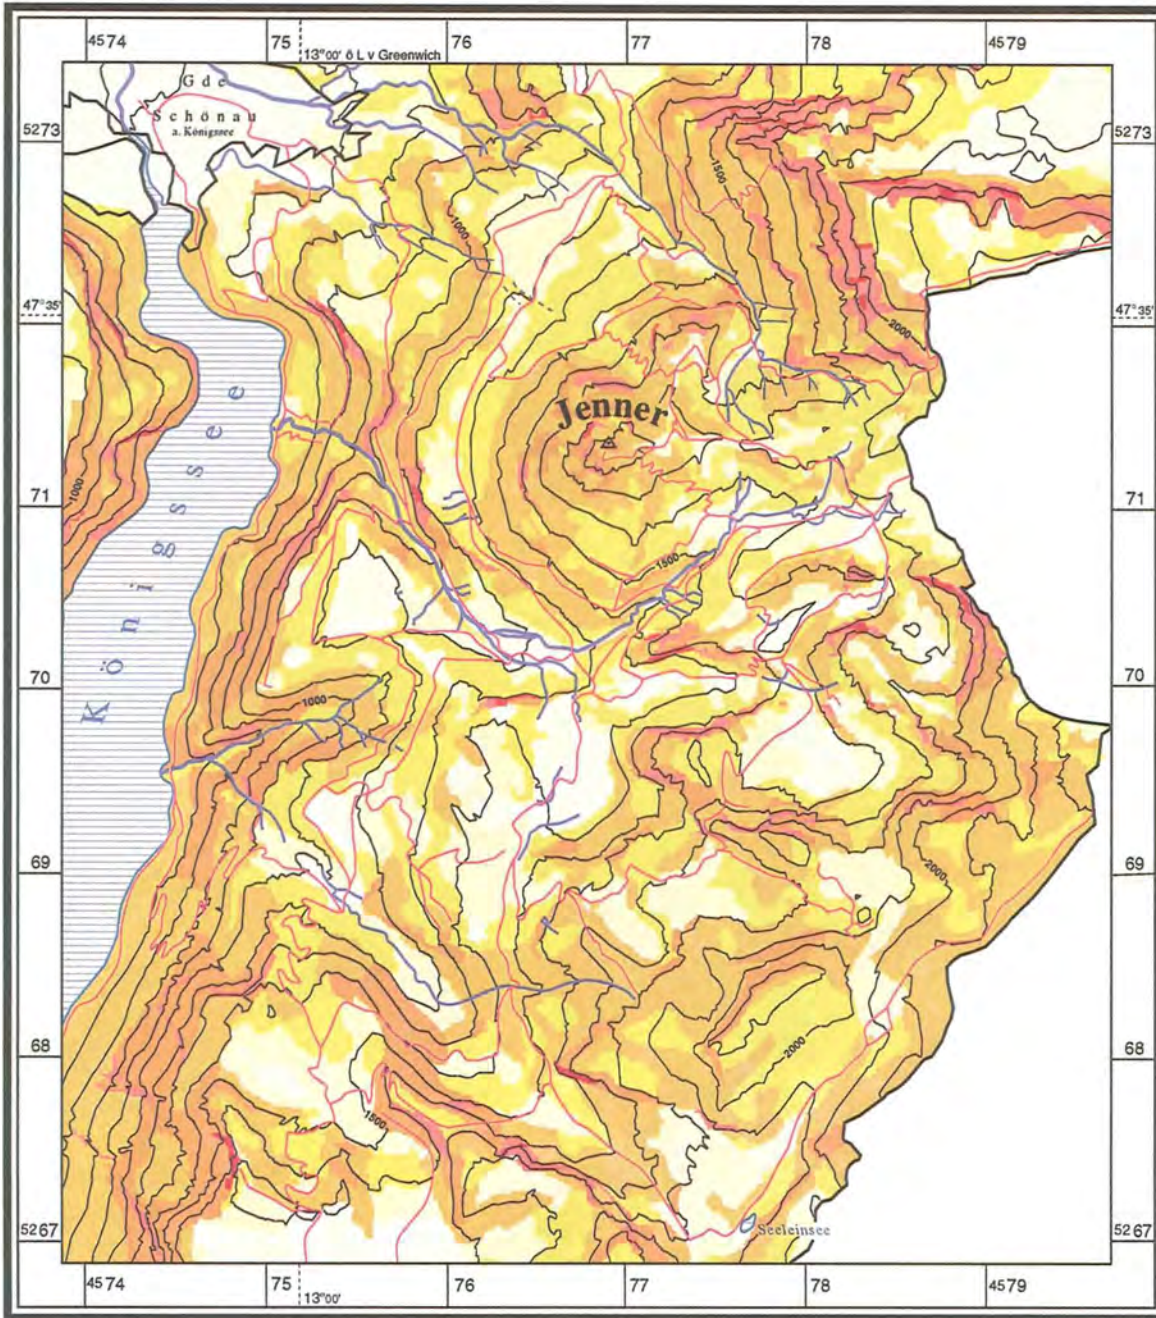 4574 75 76 77 78 4579
13°00' ö L v Greenwich
Gde
Schönau
a. Königssee
5273 5273
1500
1000
47°35' 47°35'
2000
Jenner
Königssee
71 71
1000
1500
70 70
1000
69 69
2000
68 68
2000
1500
5267 5267
Seeleinsee
4574 75 76 77 78 4579
13°00'